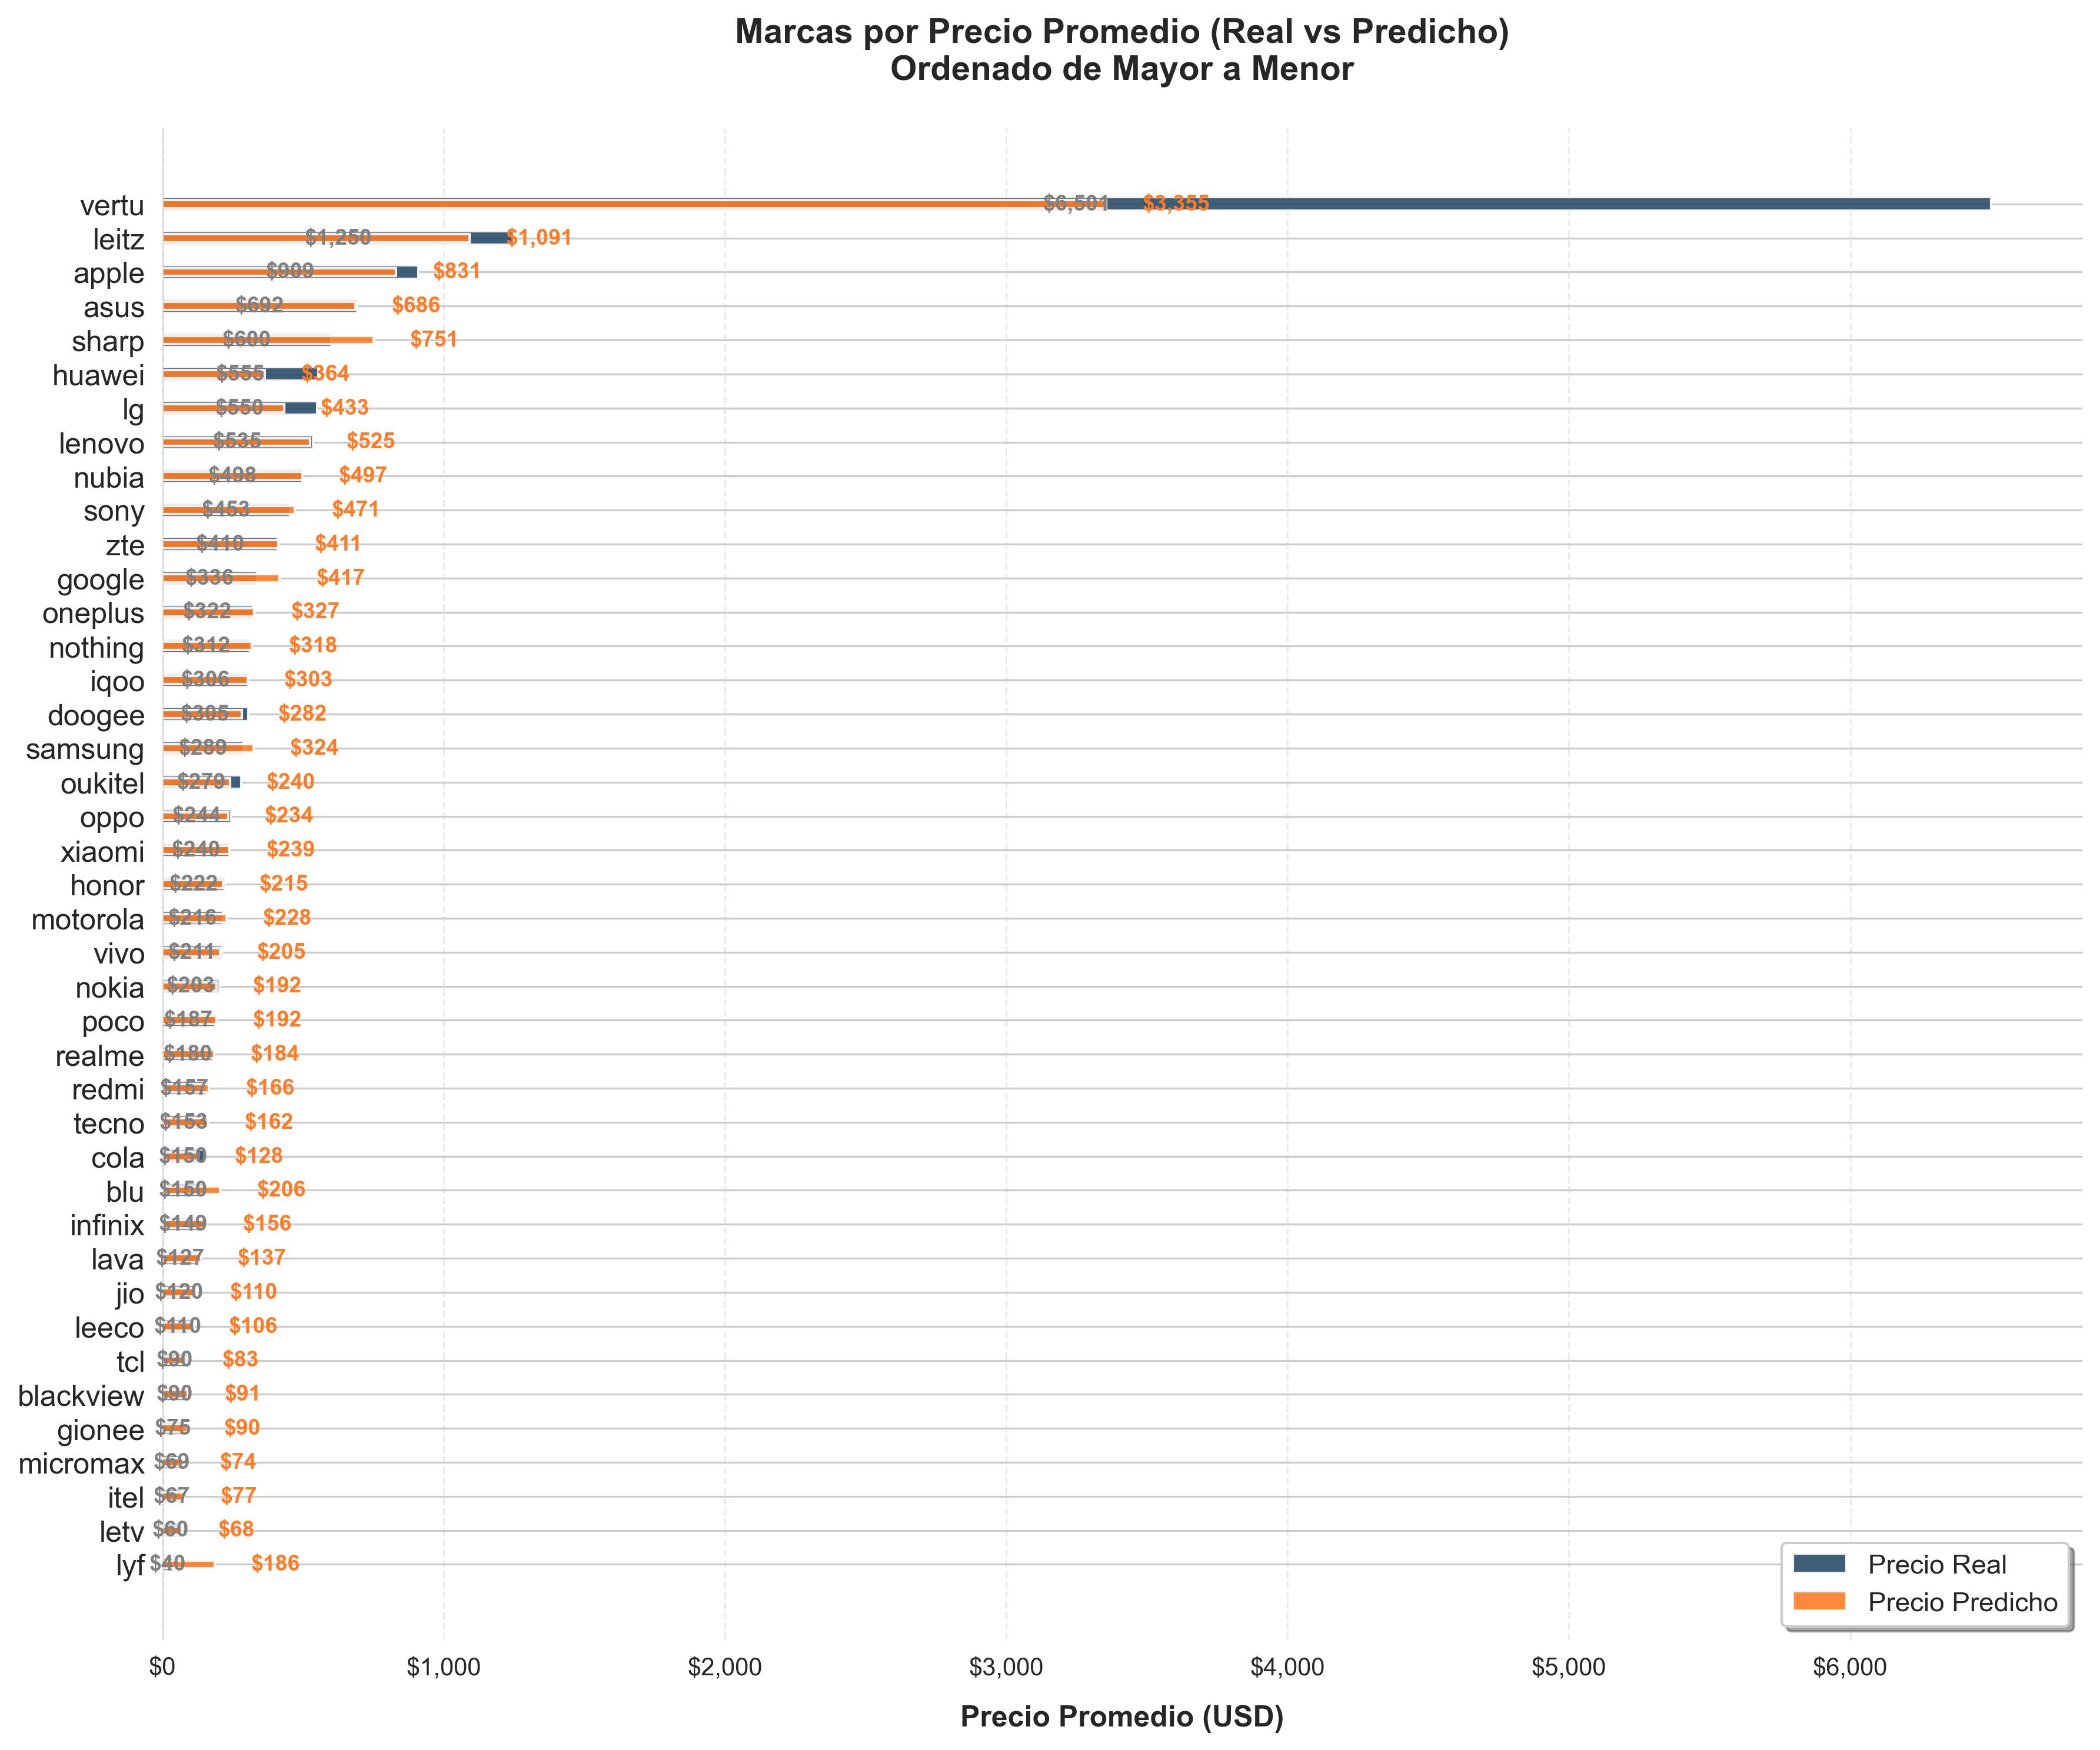 Marcas por Precio Promedio (Real vs Predicho)
Ordenado de Mayor a Menor
vertu $6,501 $3,355
leitz $1,250 $1,091
apple $909 $831
asus $692 $686
sharp $600 $751
huawei $555 $364
lg $550 $433
lenovo $535 $525
nubia $498 $497
sony $453 $471
zte $410 $411
google $336 $417
oneplus $322 $327
nothing $312 $318
iqoo $306 $303
doogee $305 $282
samsung $289 $324
oukitel $279 $240
oppo $244 $234
xiaomi $240 $239
honor $222 $215
motorola $216 $228
vivo $211 $205
nokia $203 $192
poco $187 $192
realme $180 $184
redmi $157 $166
tecno $153 $162
cola $150 $128
blu $150 $206
infinix $149 $156
lava $127 $137
jio $120 $110
leeco $110 $106
tcl $90 $83
blackview $90 $91
gionee $75 $90
micromax $69 $74
itel $67 $77
letv $60 $68
lyf $40 $186
Precio Real
Precio Predicho
$0 $1,000 $2,000 $3,000 $4,000 $5,000 $6,000
Precio Promedio (USD)